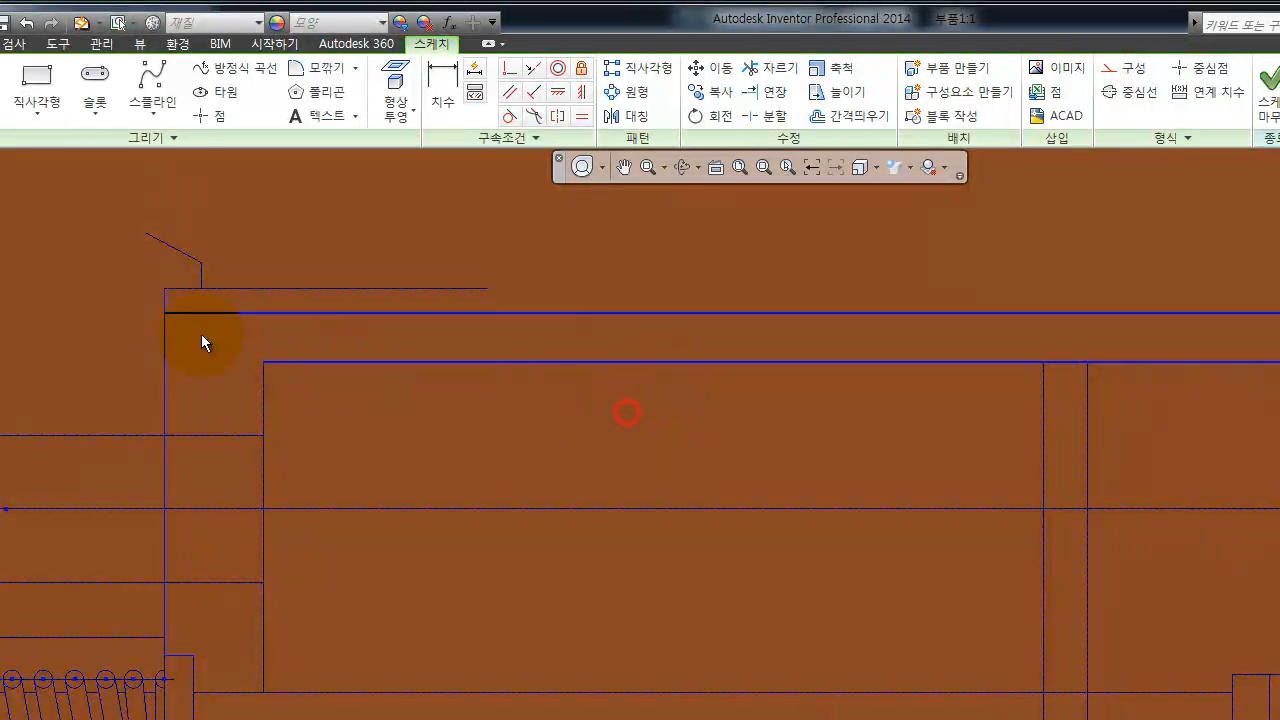 재질 모양 fx Autodesk Inventor Professional 2014 부품1:1 키워드 또는 구
검사 도구 관리 뷰 환경 BIM 시작하기 Autodesk 360 스케치
방정식 곡선 모깎기 직사각형 이동 자르기 축척 부품 만들기 이미지 구성 중심점
직사각형 슬롯 스플라인 타원 폴리곤 형상 투영 치수 원형 복사 연장 늘이기 구성요소 만들기 점 중심선 연계 치수 스케 마무
점 A 텍스트 대칭 회전 분할 간격띄우기 블록 작성 ACAD
그리기 구속조건 패턴 수정 배치 삽입 형식 종료